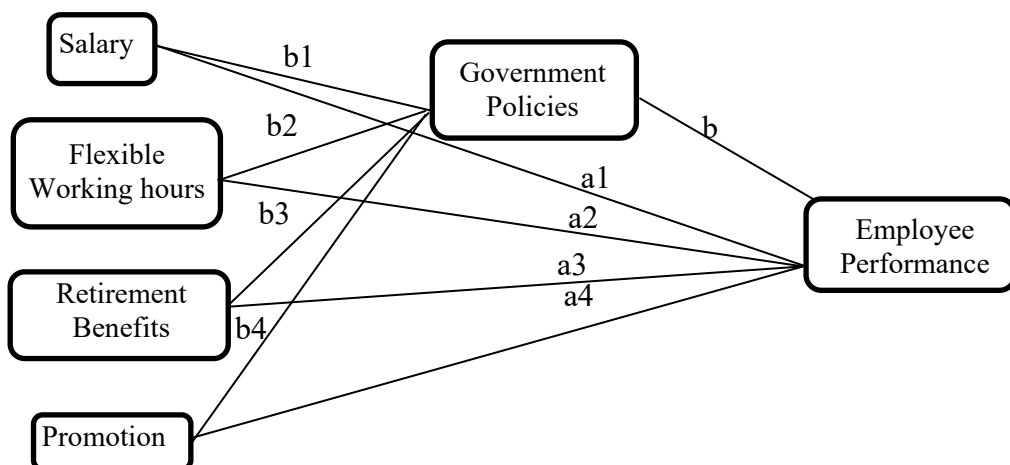 Salary
b1
Government
Policies
b2
b
Flexible
Working hours
a1
a2
b3
Employee
Performance
a3
Retirement
Benefits
a4
b4
Promotion